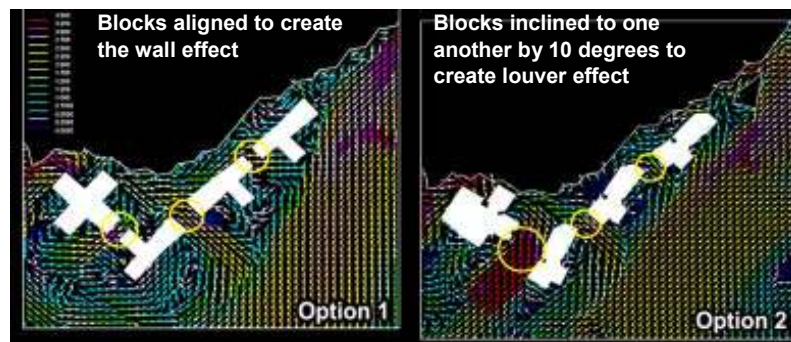 Blocks aligned to create
the wall effect
Option 1
Blocks inclined to one
another by 10 degrees to
create louver effect
Option 2